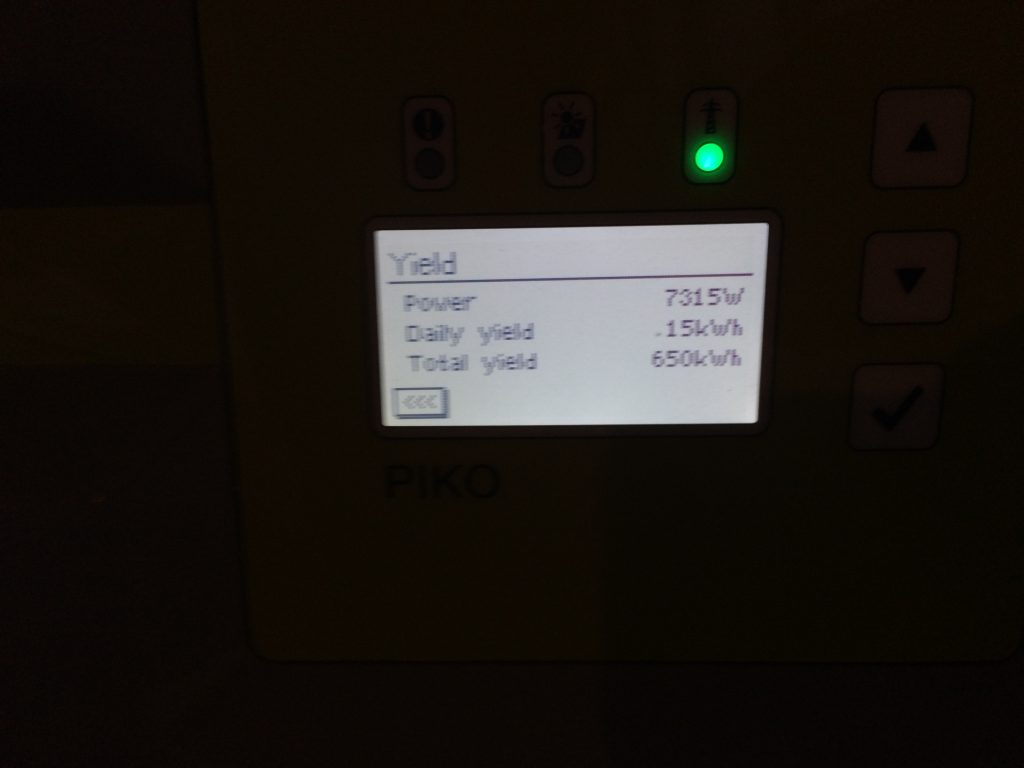 Yield
Power 7315W
Daily yield .15kWh
Total yield 650kWh
<<<
PIKO